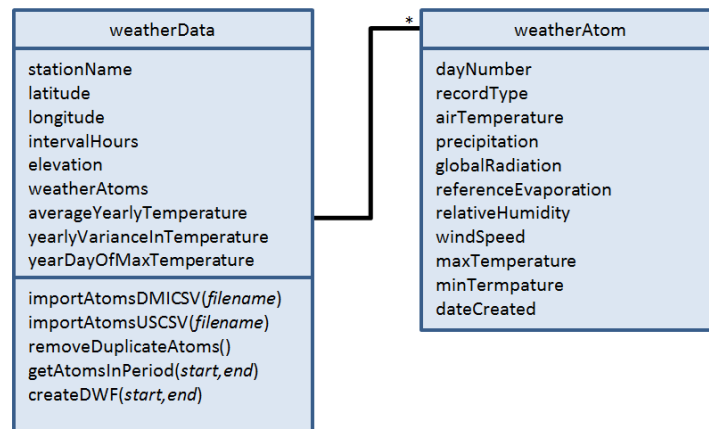 weatherData
stationName
latitude
longitude
intervalHours
elevation
weatherAtoms
averageYearlyTemperature
yearlyVarianceInTemperature
yearDayOfMaxTemperature
importAtomsDMICSV(filename)
importAtomsUSCSV(filename)
removeDuplicateAtoms()
getAtomsInPeriod(start,end)
createDWF(start,end)
*
weatherAtom
dayNumber
recordType
airTemperature
precipitation
globalRadiation
referenceEvaporation
relativeHumidity
windSpeed
maxTemperature
minTermpature
dateCreated